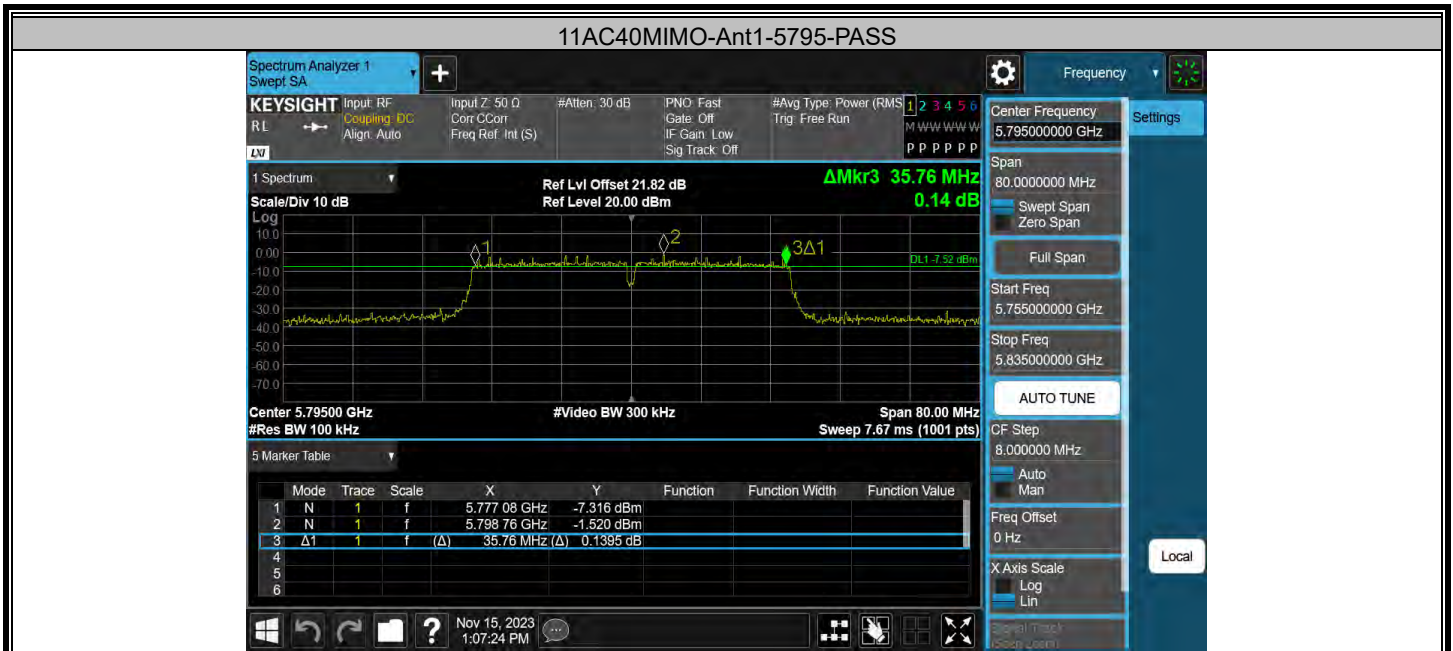 11AC40MIMO-Ant1-5795-PASS
Spectrum Analyzer 1
Swept SA
+
Frequency
KEYSIGHT Input: RF Input Z: 50 Ω #Atten: 30 dB PNO: Fast #Avg Type: Power (RMS 1 2 3 4 5 6
RL Coupling: DC Corr CCorr Gate: Off Trig: Free Run M W W W W W
Align: Auto Freq Ref: Int (S) IF Gain: Low
LXI Sig Track: Off P P P P P P
Center Frequency
5.795000000 GHz
Settings
Span
80.0000000 MHz
Swept Span
Zero Span
Full Span
Start Freq
5.755000000 GHz
Stop Freq
5.835000000 GHz
AUTO TUNE
CF Step
8.000000 MHz
Auto
Man
Freq Offset
0 Hz
X Axis Scale
Log
Lin
Local
1 Spectrum
Ref Lvl Offset 21.82 dB ΔMkr3 35.76 MHz
Scale/Div 10 dB Ref Level 20.00 dBm 0.14 dB
Log
10.0
0.00
-10.0
-20.0
-30.0
-40.0
-50.0
-60.0
-70.0
1
2
3Δ1
DL1 -7.52 dBm
Center 5.79500 GHz #Video BW 300 kHz Span 80.00 MHz
#Res BW 100 kHz Sweep 7.67 ms (1001 pts)
5 Marker Table
Mode Trace Scale X Y Function Function Width Function Value
1 N 1 f 5.777 08 GHz -7.316 dBm
2 N 1 f 5.798 76 GHz -1.520 dBm
3 Δ1 1 f (Δ) 35.76 MHz (Δ) 0.1395 dB
4
5
6
?
Nov 15, 2023
1:07:24 PM